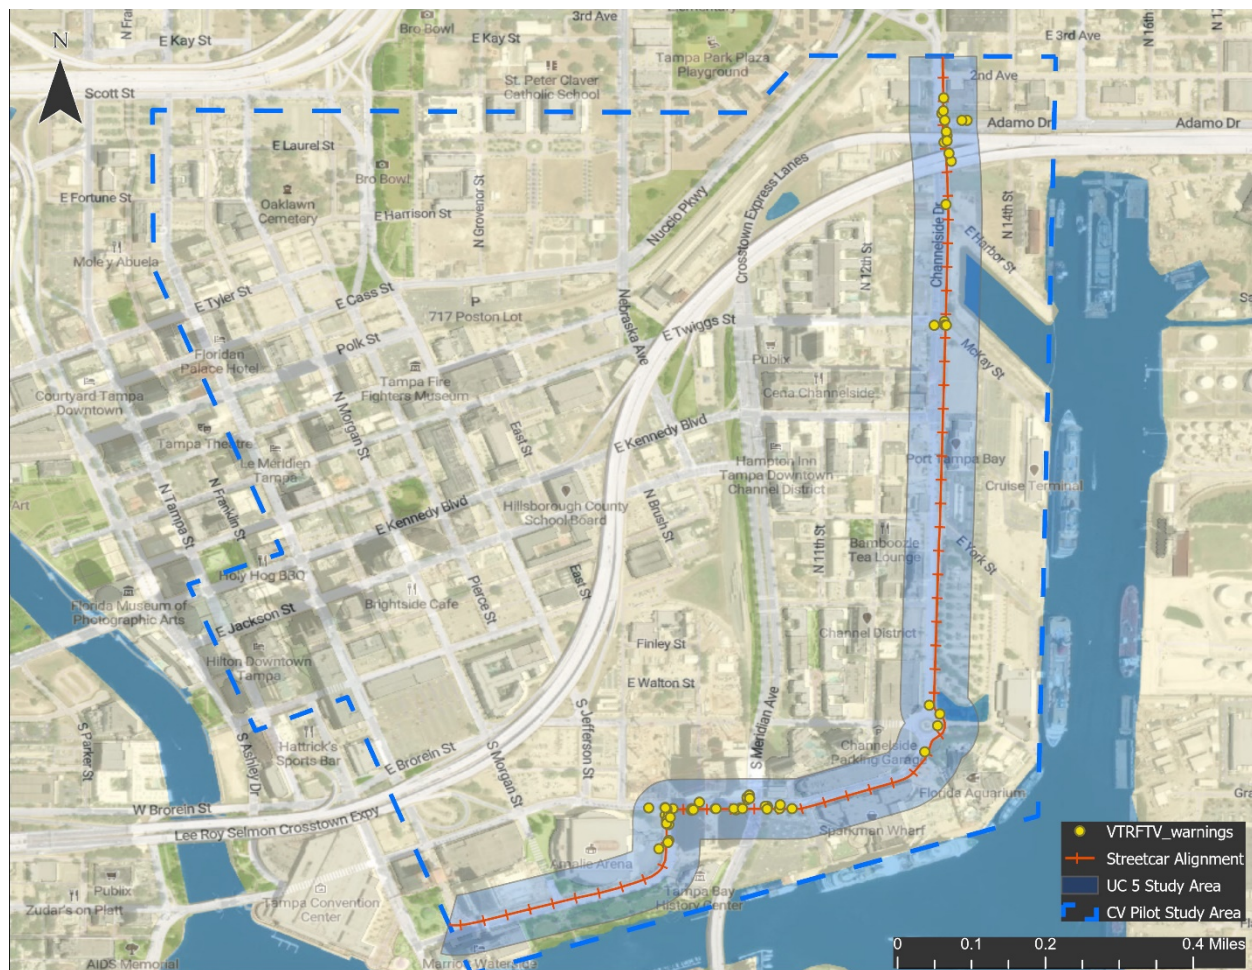 N
N Fra
E Kay St
Bro Bowl
3rd Ave
E Kay St
Tampa Park Plaza
Playground
E 3rd Ave
N 16th
Scott St
St. Peter Claver
Catholic School
2nd Ave
Adamo Dr
Adamo Dr
E Laurel St
Bro Bowl
Crosstown Express Lanes
E Fortune St
Oaklawn
Cemetery
E Harrison St
N Grovenor St
Nuccio Pkwy
Channelside Dr
N 14th St
E Harbor St
Mole y Abuela
N 12th St
E Tyler St
E Cass St
717 Poston Lot
Nebraska Ave
E Twiggs St
Floridan
Palace Hotel
Polk St
Tampa Fire
Fighters Museum
Publix
McKay St
Courtyard Tampa
Downtown
Cena Channelside
N Morgan St
East St
E Kennedy Blvd
Tampa Theatre
Le Meridien
Tampa
Hampton Inn
Tampa Downtown
Channel District
Port Tampa Bay
Cruise Terminal
Art
N Tampa St
N Franklin St
E Kennedy Blvd
Hillsborough County
School Board
N Brush St
N 11th St
Bamboozle
Tea Lounge
E York St
Holy Hog BBQ
East St
Florida Museum of
Photographic Arts
E Jackson St
Brightside Cafe
Pierce St
Hilton Downtown
Tampa
Finley St
Channel District
E Walton St
S Parker St
S Ashley Dr
Hattrick's
Sports Bar
E Brorein St
S Morgan St
S Jefferson St
S Meridian Ave
Channelside
Parking Garage
Florida Aquarium
W Brorein St
Lee Roy Selmon Crosstown Expy
Sparkman Wharf
Amalie Arena
Publix
Zudar's on Platt
Tampa Convention
Center
Tampa Bay
History Center
AIDS Memorial
Marriott Waterside
VTRFTV_warnings
Streetcar Alignment
UC 5 Study Area
CV Pilot Study Area
0 0.1 0.2 0.4 Miles